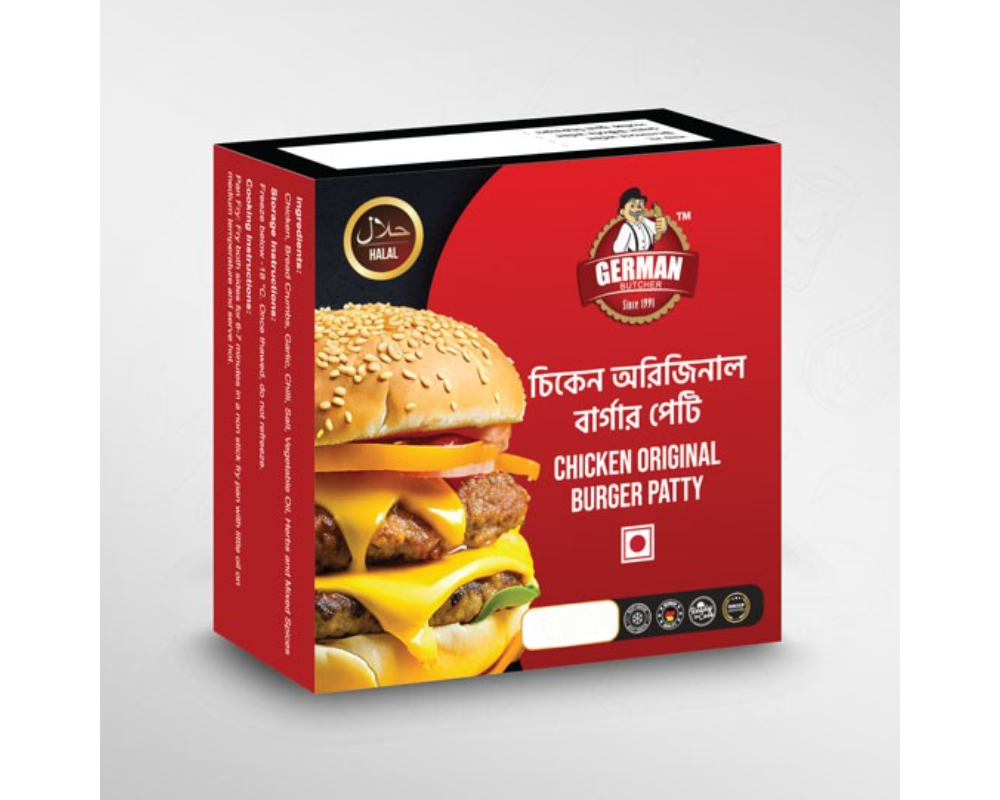 حلال
HALAL
TM
GERMAN
BUTCHER
Since 1991
চিকেন অরিজিনাল
বার্গার পেটি
CHICKEN ORIGINAL
BURGER PATTY
Ingredients:
Chicken, Bread Crumbs, Garlic, Chilli, Salt, Vegetable Oil, Herbs and Mixed Spices
Storage Instructions:
Freeze below -18 °C. Once thawed, do not refreeze.
Cooking Instructions:
Pan Fry: Fry both sides for 6-7 minutes in a non stick fry pan with little oil on
medium temperature and serve hot.